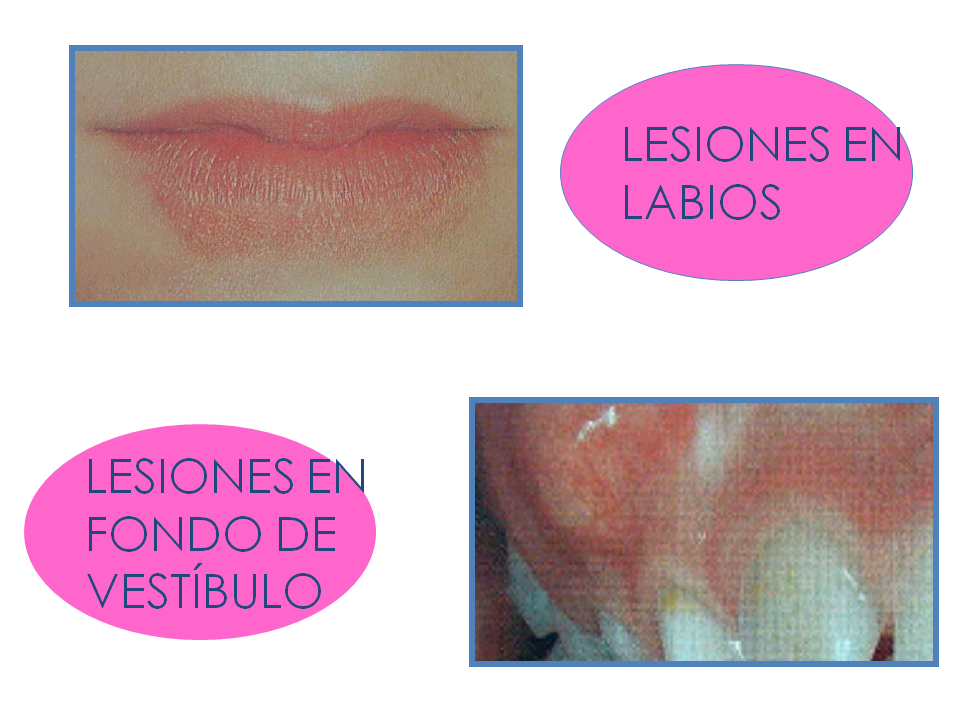 LESIONES EN
LABIOS
LESIONES EN
FONDO DE
VESTÍBULO